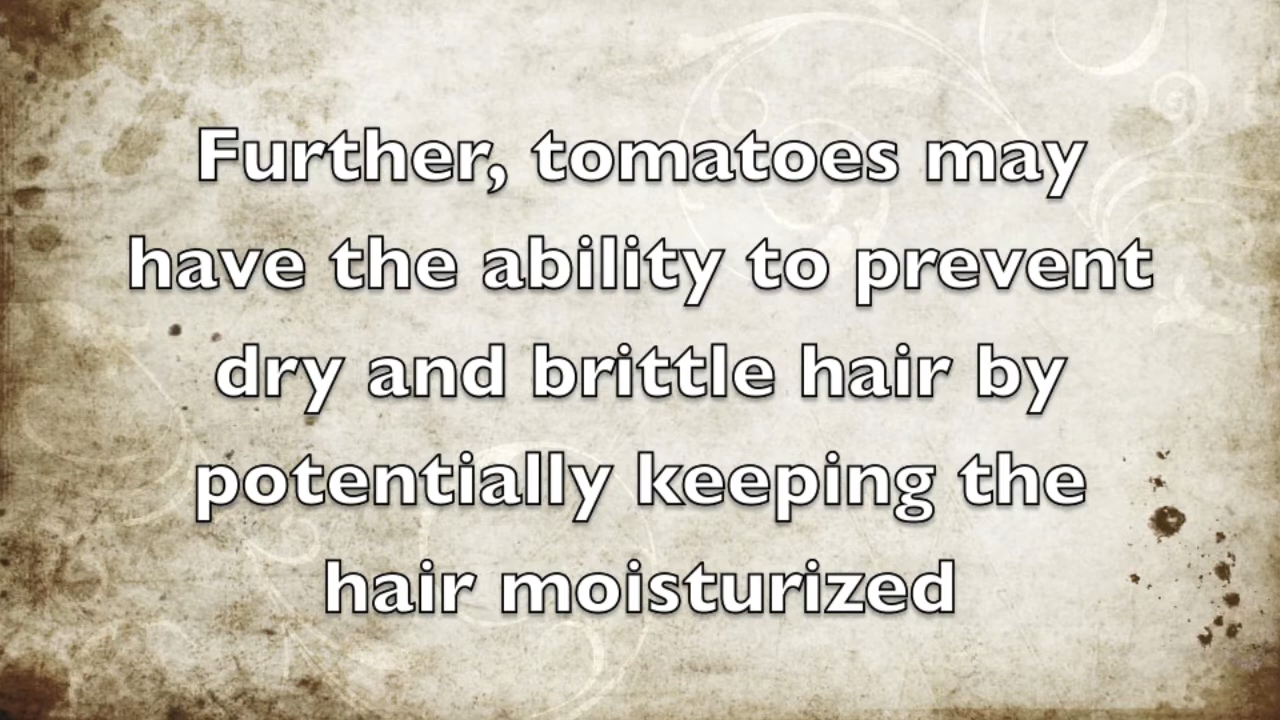 Further, tomatoes may
have the ability to prevent
dry and brittle hair by
potentially keeping the
hair moisturized